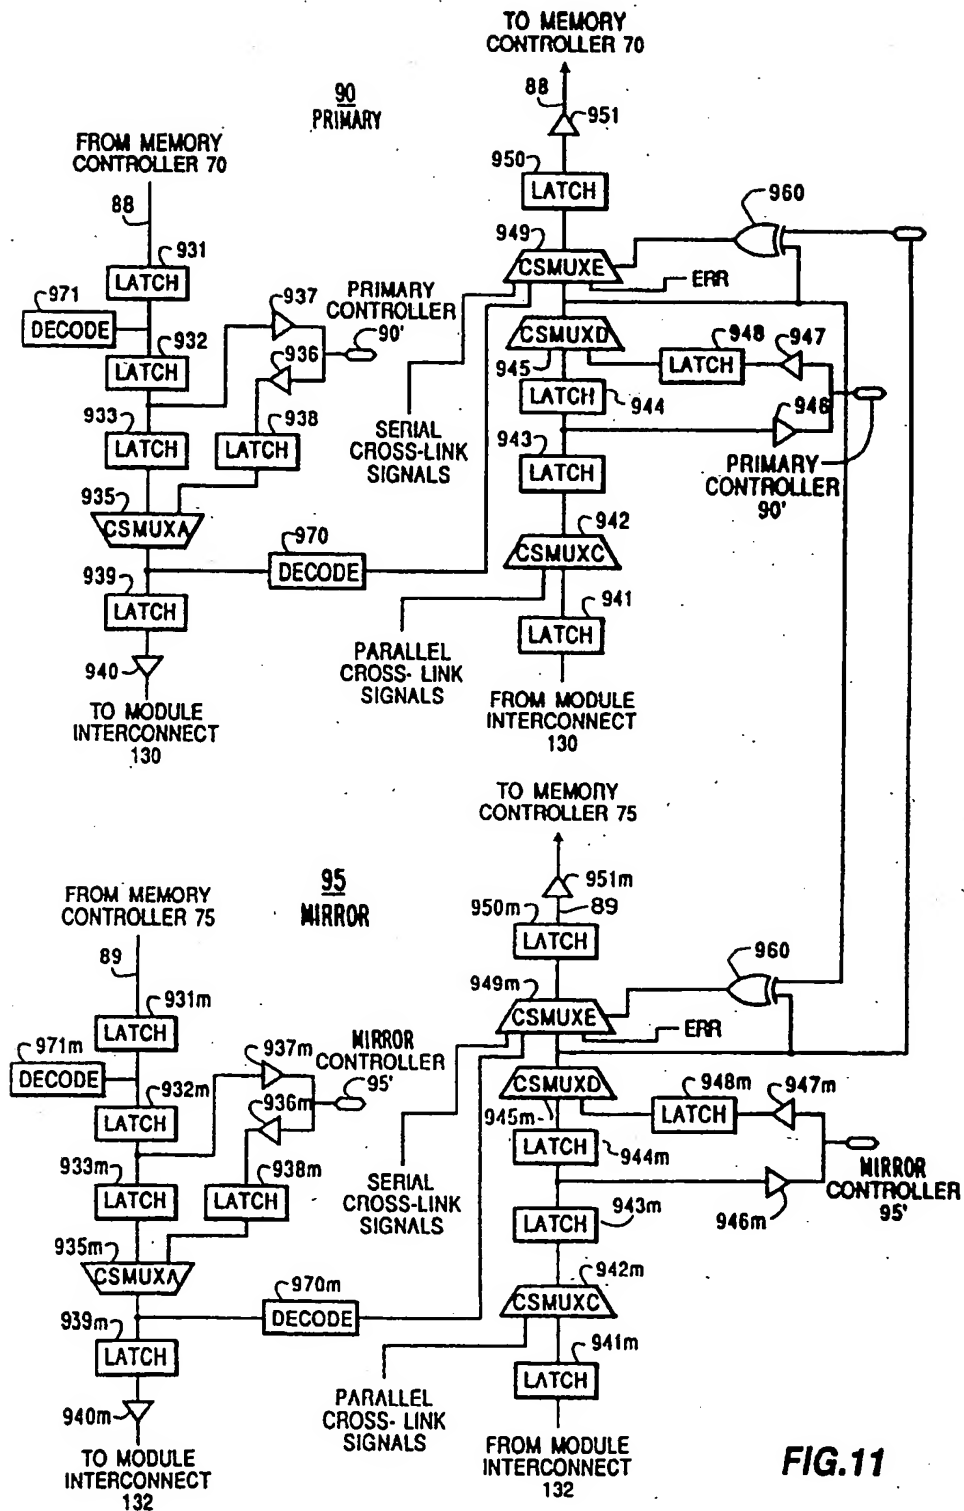 TO MEMORY
CONTROLLER 70
90
PRIMARY
88
951
FROM MEMORY
CONTROLLER 70
950
LATCH
88
960
949
931
LATCH
CSMUXE
971
937
PRIMARY
CONTROLLER
90'
ERR
DECODE
932
CSMUXD
948
947
936
LATCH
945
LATCH
933
938
LATCH
944
946
LATCH
LATCH
SERIAL
CROSS-LINK
SIGNALS
943
LATCH
PRIMARY
CONTROLLER
90'
935
CSMUXA
970
942
DECODE
CSMUXC
939
LATCH
941
LATCH
940
PARALLEL
CROSS- LINK
SIGNALS
TO MODULE
INTERCONNECT
130
FROM MODULE
INTERCONNECT
130
TO MEMORY
CONTROLLER 75
95
MIRROR
951m
FROM MEMORY
CONTROLLER 75
950m
89
LATCH
89
960
949m
931m
LATCH
CSMUXE
971m
937m
MIRROR
CONTROLLER
95'
ERR
DECODE
932m
CSMUXD
948m
947m
936m
LATCH
945m
LATCH
933m
938m
LATCH
944m
LATCH
LATCH
SERIAL
CROSS-LINK
SIGNALS
946m
MIRROR
CONTROLLER
95'
943m
LATCH
935m
CSMUXA
970m
942m
DECODE
CSMUXC
939m
LATCH
941m
LATCH
940m
PARALLEL
CROSS- LINK
SIGNALS
TO MODULE
INTERCONNECT
132
FROM MODULE
INTERCONNECT
132
FIG.11